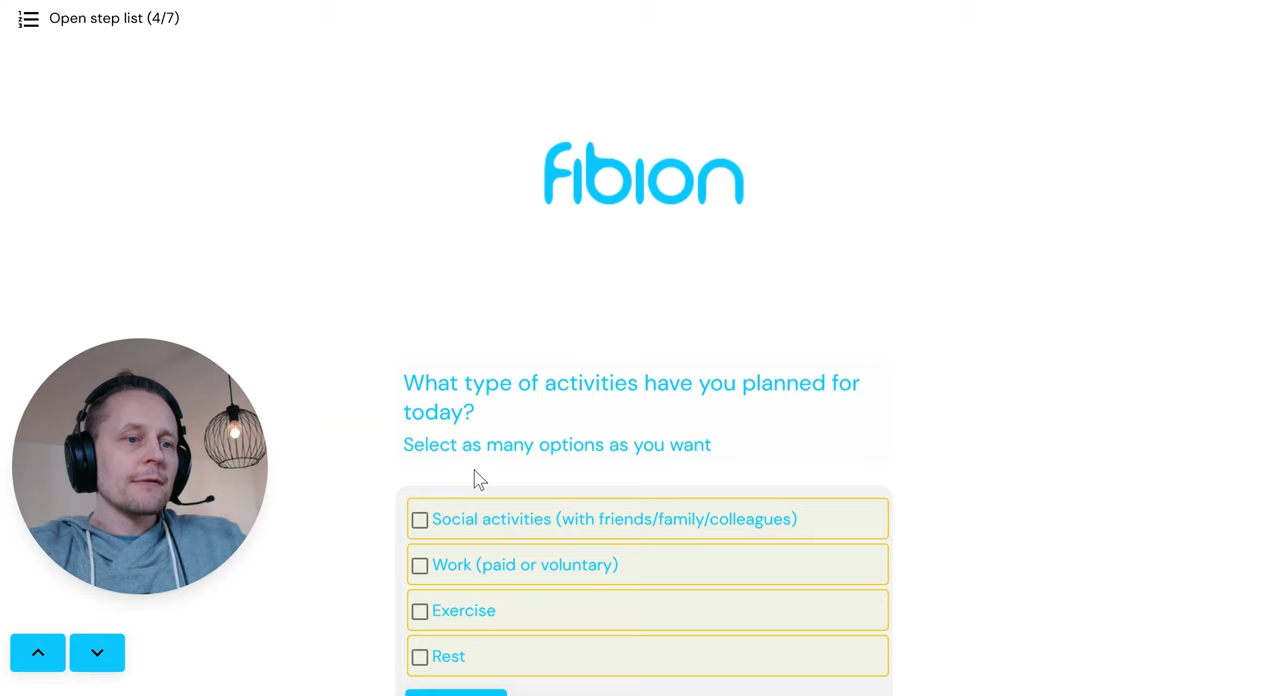 Open step list (4/7)
fibion
What type of activities have you planned for
today?
Select as many options as you want
Social activities (with friends/family/colleagues)
Work (paid or voluntary)
Exercise
Rest